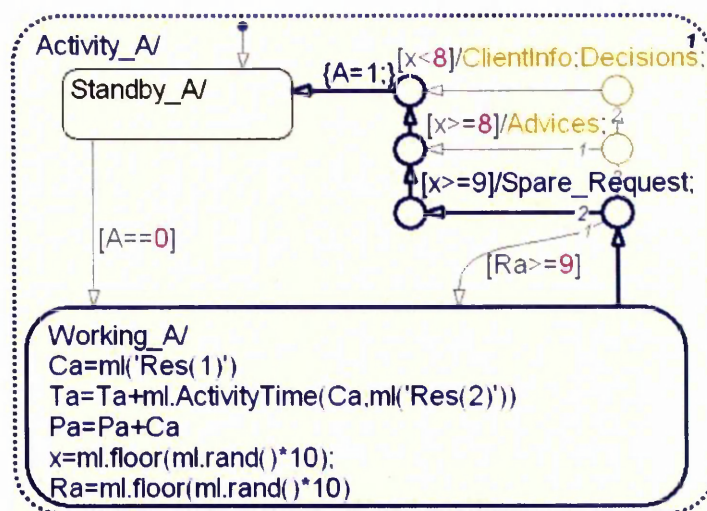 Activity_A/
1
[x<8]/ClientInfo;Decisions;
{A=1;}
Standby_A/
2
[x>=8]/Advices;
1
[x>=9]/Spare_Request;
2
1
[A==0]
[Ra>=9]
Working_A/
Ca=ml('Res(1)')
Ta=Ta+ml.ActivityTime(Ca,ml('Res(2)'))
Pa=Pa+Ca
x=ml.floor(ml.rand()*10);
Ra=ml.floor(ml.rand()*10)